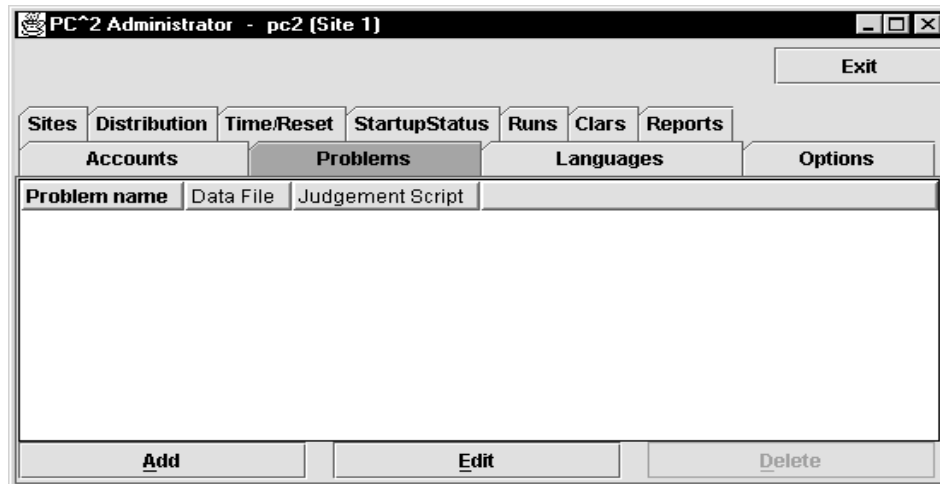 PC^2 Administrator - pc2 (Site 1)
Exit
Sites Distribution Time/Reset StartupStatus Runs Clars Reports
Accounts Problems Languages Options
Problem name Data File Judgement Script
Add Edit Delete